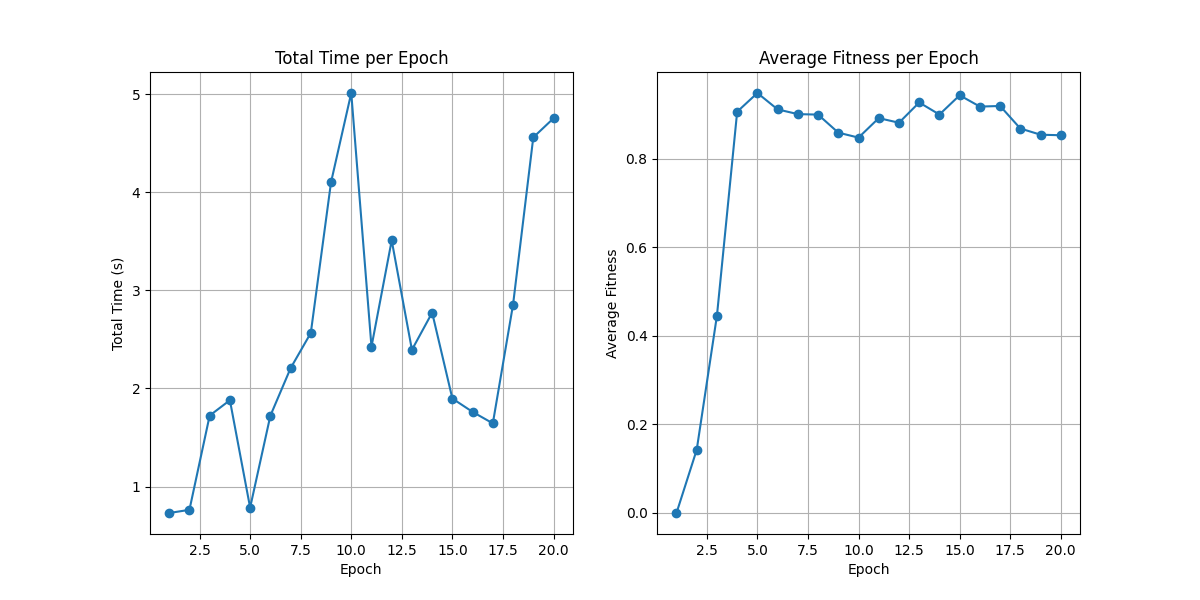 Total Time per Epoch
Total Time (s)
5
4
3
2
1
2.5 5.0 7.5 10.0 12.5 15.0 17.5 20.0
Epoch
Average Fitness per Epoch
Average Fitness
0.8
0.6
0.4
0.2
0.0
2.5 5.0 7.5 10.0 12.5 15.0 17.5 20.0
Epoch